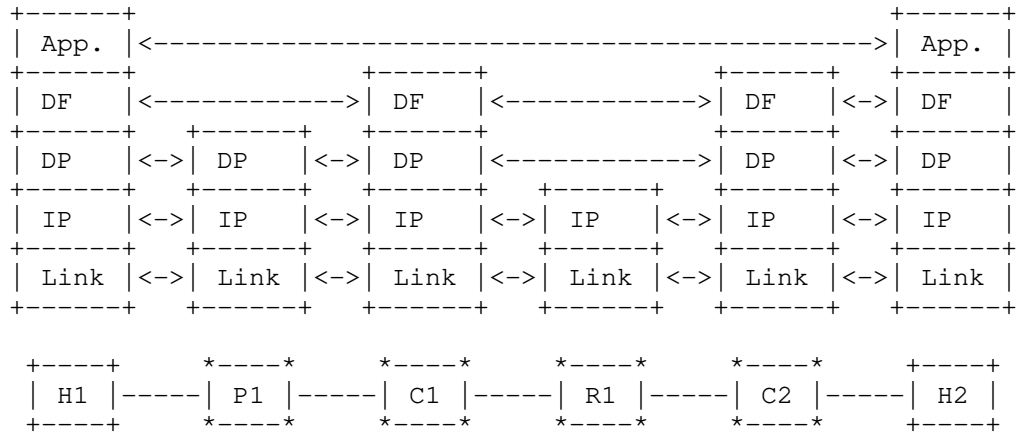 +------+                                      +------+
| App. |<-------------------------------------------->| App. |
+------+              +------+              +------+  +------+
| DF   |<------------>| DF   |<------------>| DF   |<->| DF   |
+------+   +------+   +------+              +------+   +------+
| DP   |<->| DP   |<->| DP   |<------------>| DP   |<->| DP   |
+------+   +------+   +------+   +------+   +------+   +------+
| IP   |<->| IP   |<->| IP   |<->| IP   |<->| IP   |<->| IP   |
+------+   +------+   +------+   +------+   +------+   +------+
| Link |<->| Link |<->| Link |<->| Link |<->| Link |<->| Link |
+------+   +------+   +------+   +------+   +------+   +------+
+----+     *----*     *----*     *----*     *----*     +----+
| H1 |-----| P1 |-----| C1 |-----| R1 |-----| C2 |-----| H2 |
+----+     *----*     *----*     *----*     *----*     +----+